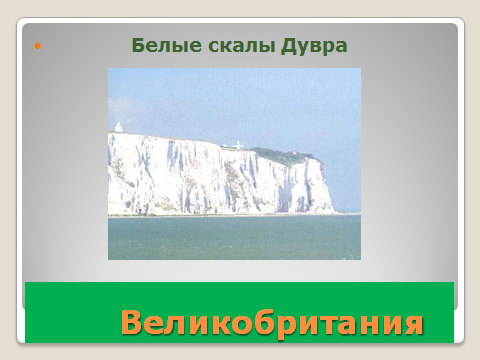 Белые скалы Дувра
Великобритания